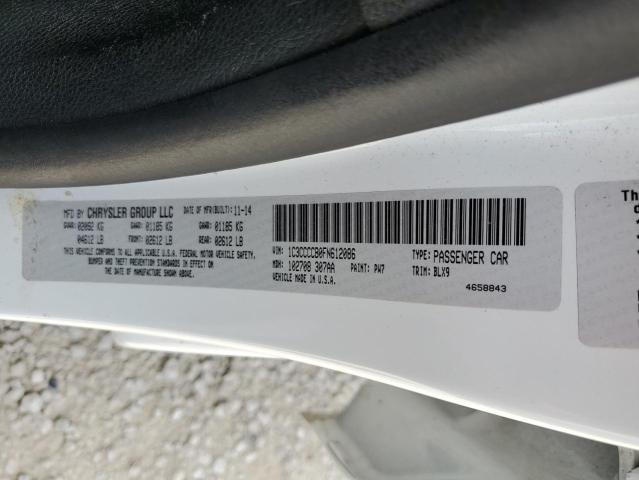 MFD BY CHRYSLER GROUP LLC DATE OF MFR(BUILT): 11-14
GVWR: 02092 KG GAWR: 01185 KG GAWR: 01185 KG
04612 LB FRONT: 02612 LB REAR: 02612 LB
THIS VEHICLE CONFORMS TO ALL APPLICABLE FEDERAL MOTOR VEHICLE SAFETY,
BUMPER AND THEFT PREVENTION STANDARDS IN EFFECT ON
THE DATE OF MANUFACTURE SHOWN ABOVE.
VIN: 1C3CCCCB0FN612086 TYPE: PASSENGER CAR
MDH: 102708 307AA PAINT: PW7 TRIM: BLX9
VEHICLE MADE IN U.S.A.
4658843
Th